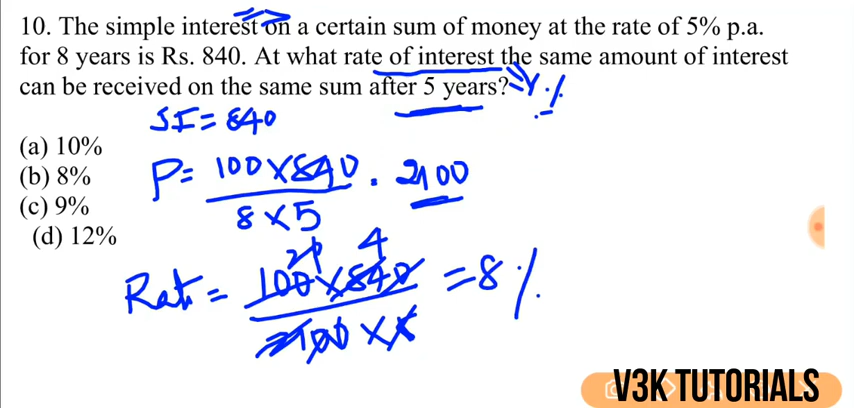 10. The simple interest on a certain sum of money at the rate of 5% p.a.
for 8 years is Rs. 840. At what rate of interest the same amount of interest
can be received on the same sum after 5 years? %
SI = 840
(a) 10%
(b) 8%
(c) 9%
(d) 12%
P = 100 × 840
8 × 5
. 2100
20 4
Rate = 100 × 840
2100 × 5
= 8 %
V3K TUTORIALS